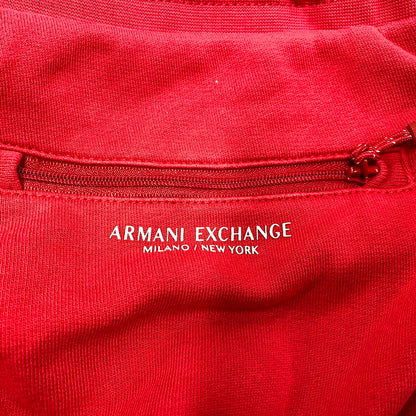 ARMANI EXCHANGE
MILANO / NEW YORK